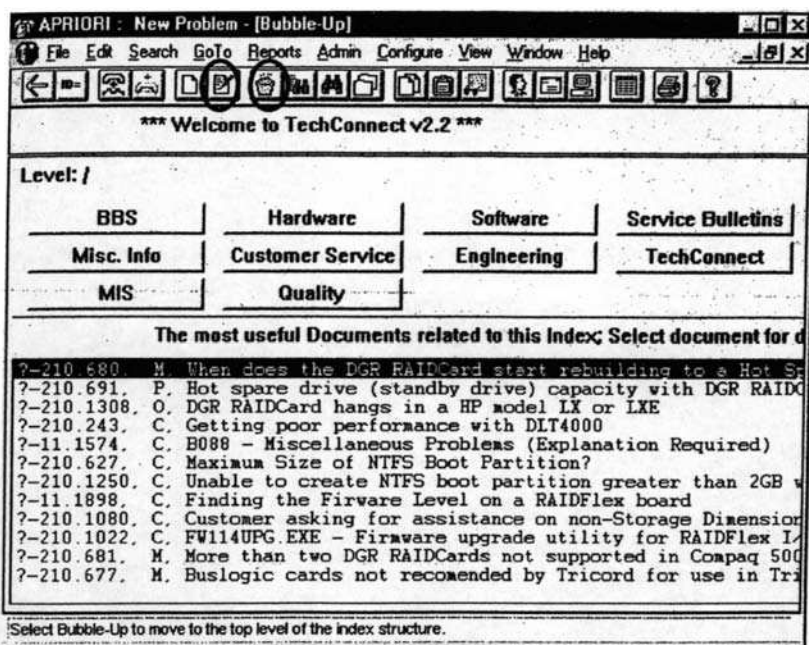 APRIORI : New Problem - [Bubble-Up]
File Edit Search GoTo Reports Admin Configure View Window Help
*** Welcome to TechConnect v2.2 ***
Level: /
BBS Hardware Software Service Bulletins
Misc. Info Customer Service Engineering TechConnect
MIS Quality
The most useful Documents related to this Index; Select document for d
?-210.680, M, When does the DGR RAIDCard start rebuilding to a Hot Sp
?-210.691, P, Hot spare drive (standby drive) capacity with DGR RAIDC
?-210.1308, O, DGR RAIDCard hangs in a HP model LX or LXE
?-210.243, C, Getting poor performance with DLT4000
?-11.1574, C, B088 - Miscellaneous Problems (Explanation Required)
?-210.627, C, Maximum Size of NTFS Boot Partition?
?-210.1250, C, Unable to create NTFS boot partition greater than 2GB w
?-11.1898, C, Finding the Firware Level on a RAIDFlex board
?-210.1080, C, Customer asking for assistance on non-Storage Dimension
?-210.1022, C, FW114UPG.EXE - Firmware upgrade utility for RAIDFlex I/
?-210.681, M, More than two DGR RAIDCards not supported in Compaq 500
?-210.677, M, Buslogic cards not recomended by Tricord for use in Tri
Select Bubble-Up to move to the top level of the index structure.